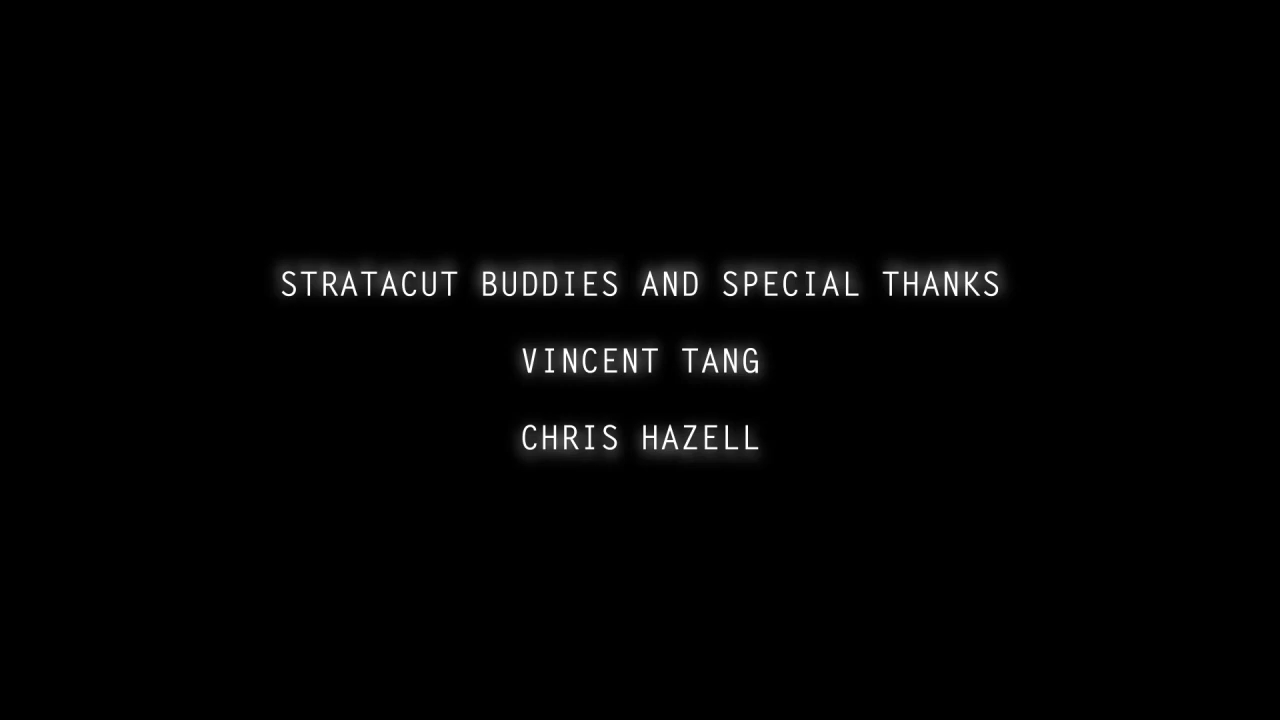 STRATACUT BUDDIES AND SPECIAL THANKS
VINCENT TANG
CHRIS HAZELL